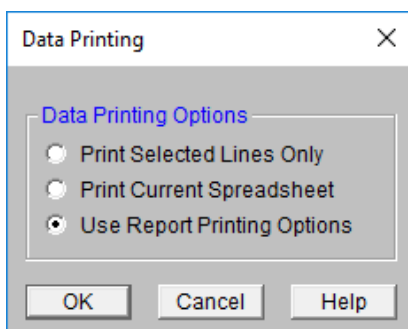 Data Printing
Data Printing Options
Print Selected Lines Only
Print Current Spreadsheet
Use Report Printing Options
OK Cancel Help